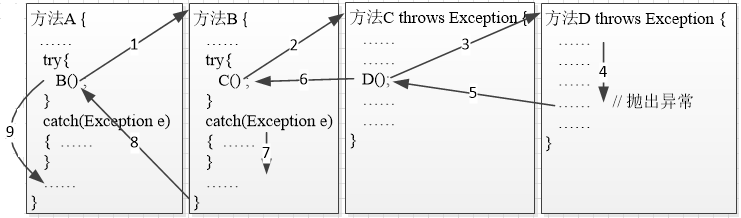 方法A {
……
try{
B();
}
catch(Exception e)
{ ……
}
……
}
方法B {
……
try{
C();
}
catch(Exception e)
{ ……
}
……
}
方法C throws Exception {
……
……
D();
……
……
}
方法D throws Exception {
……
……
……
…… // 抛出异常
……
}
1
2
3
4
5
6
7
8
9